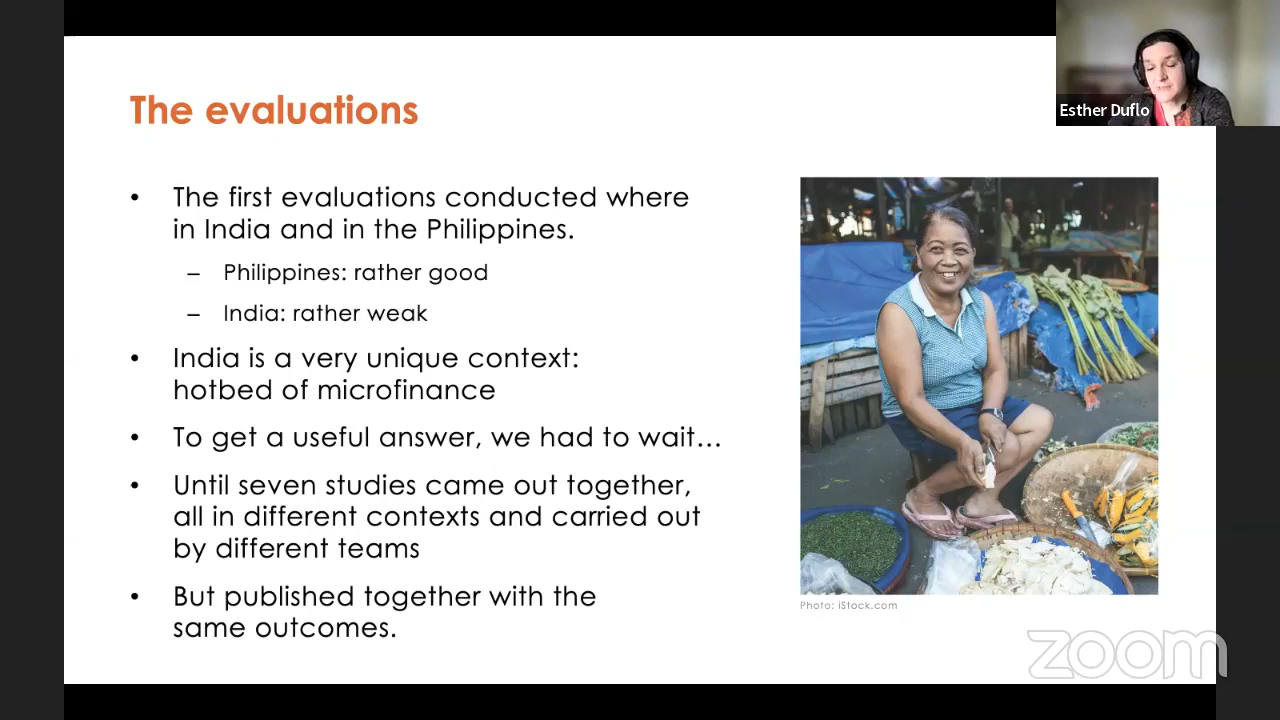 The evaluations
• The first evaluations conducted where
in India and in the Philippines.
– Philippines: rather good
– India: rather weak
• India is a very unique context:
hotbed of microfinance
• To get a useful answer, we had to wait…
• Until seven studies came out together,
all in different contexts and carried out
by different teams
• But published together with the
same outcomes.
Esther Duflo
Photo: iStock.com
zoom